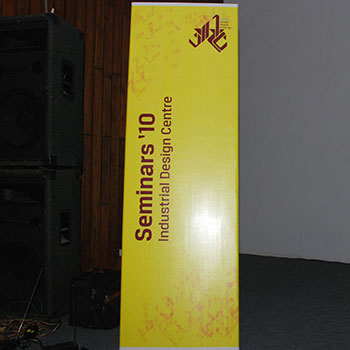 Seminars '10
Industrial Design Centre